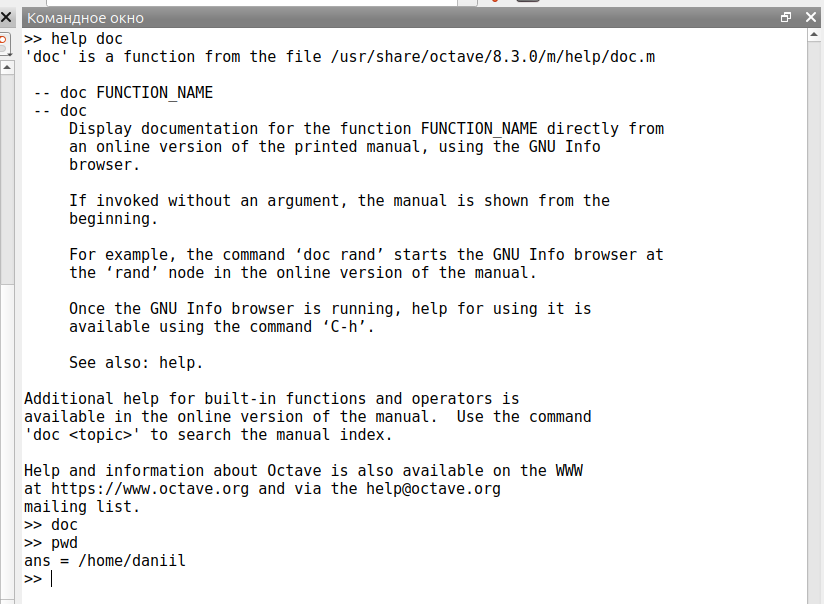 Командное окно
>> help doc
'doc' is a function from the file /usr/share/octave/8.3.0/m/help/doc.m
-- doc FUNCTION_NAME
-- doc
Display documentation for the function FUNCTION_NAME directly from
an online version of the printed manual, using the GNU Info
browser.
If invoked without an argument, the manual is shown from the
beginning.
For example, the command ‘doc rand’ starts the GNU Info browser at
the ‘rand’ node in the online version of the manual.
Once the GNU Info browser is running, help for using it is
available using the command ‘C-h’.
See also: help.
Additional help for built-in functions and operators is
available in the online version of the manual.  Use the command
'doc <topic>' to search the manual index.
Help and information about Octave is also available on the WWW
at https://www.octave.org and via the help@octave.org
mailing list.
>> doc
>> pwd
ans = /home/daniil
>>